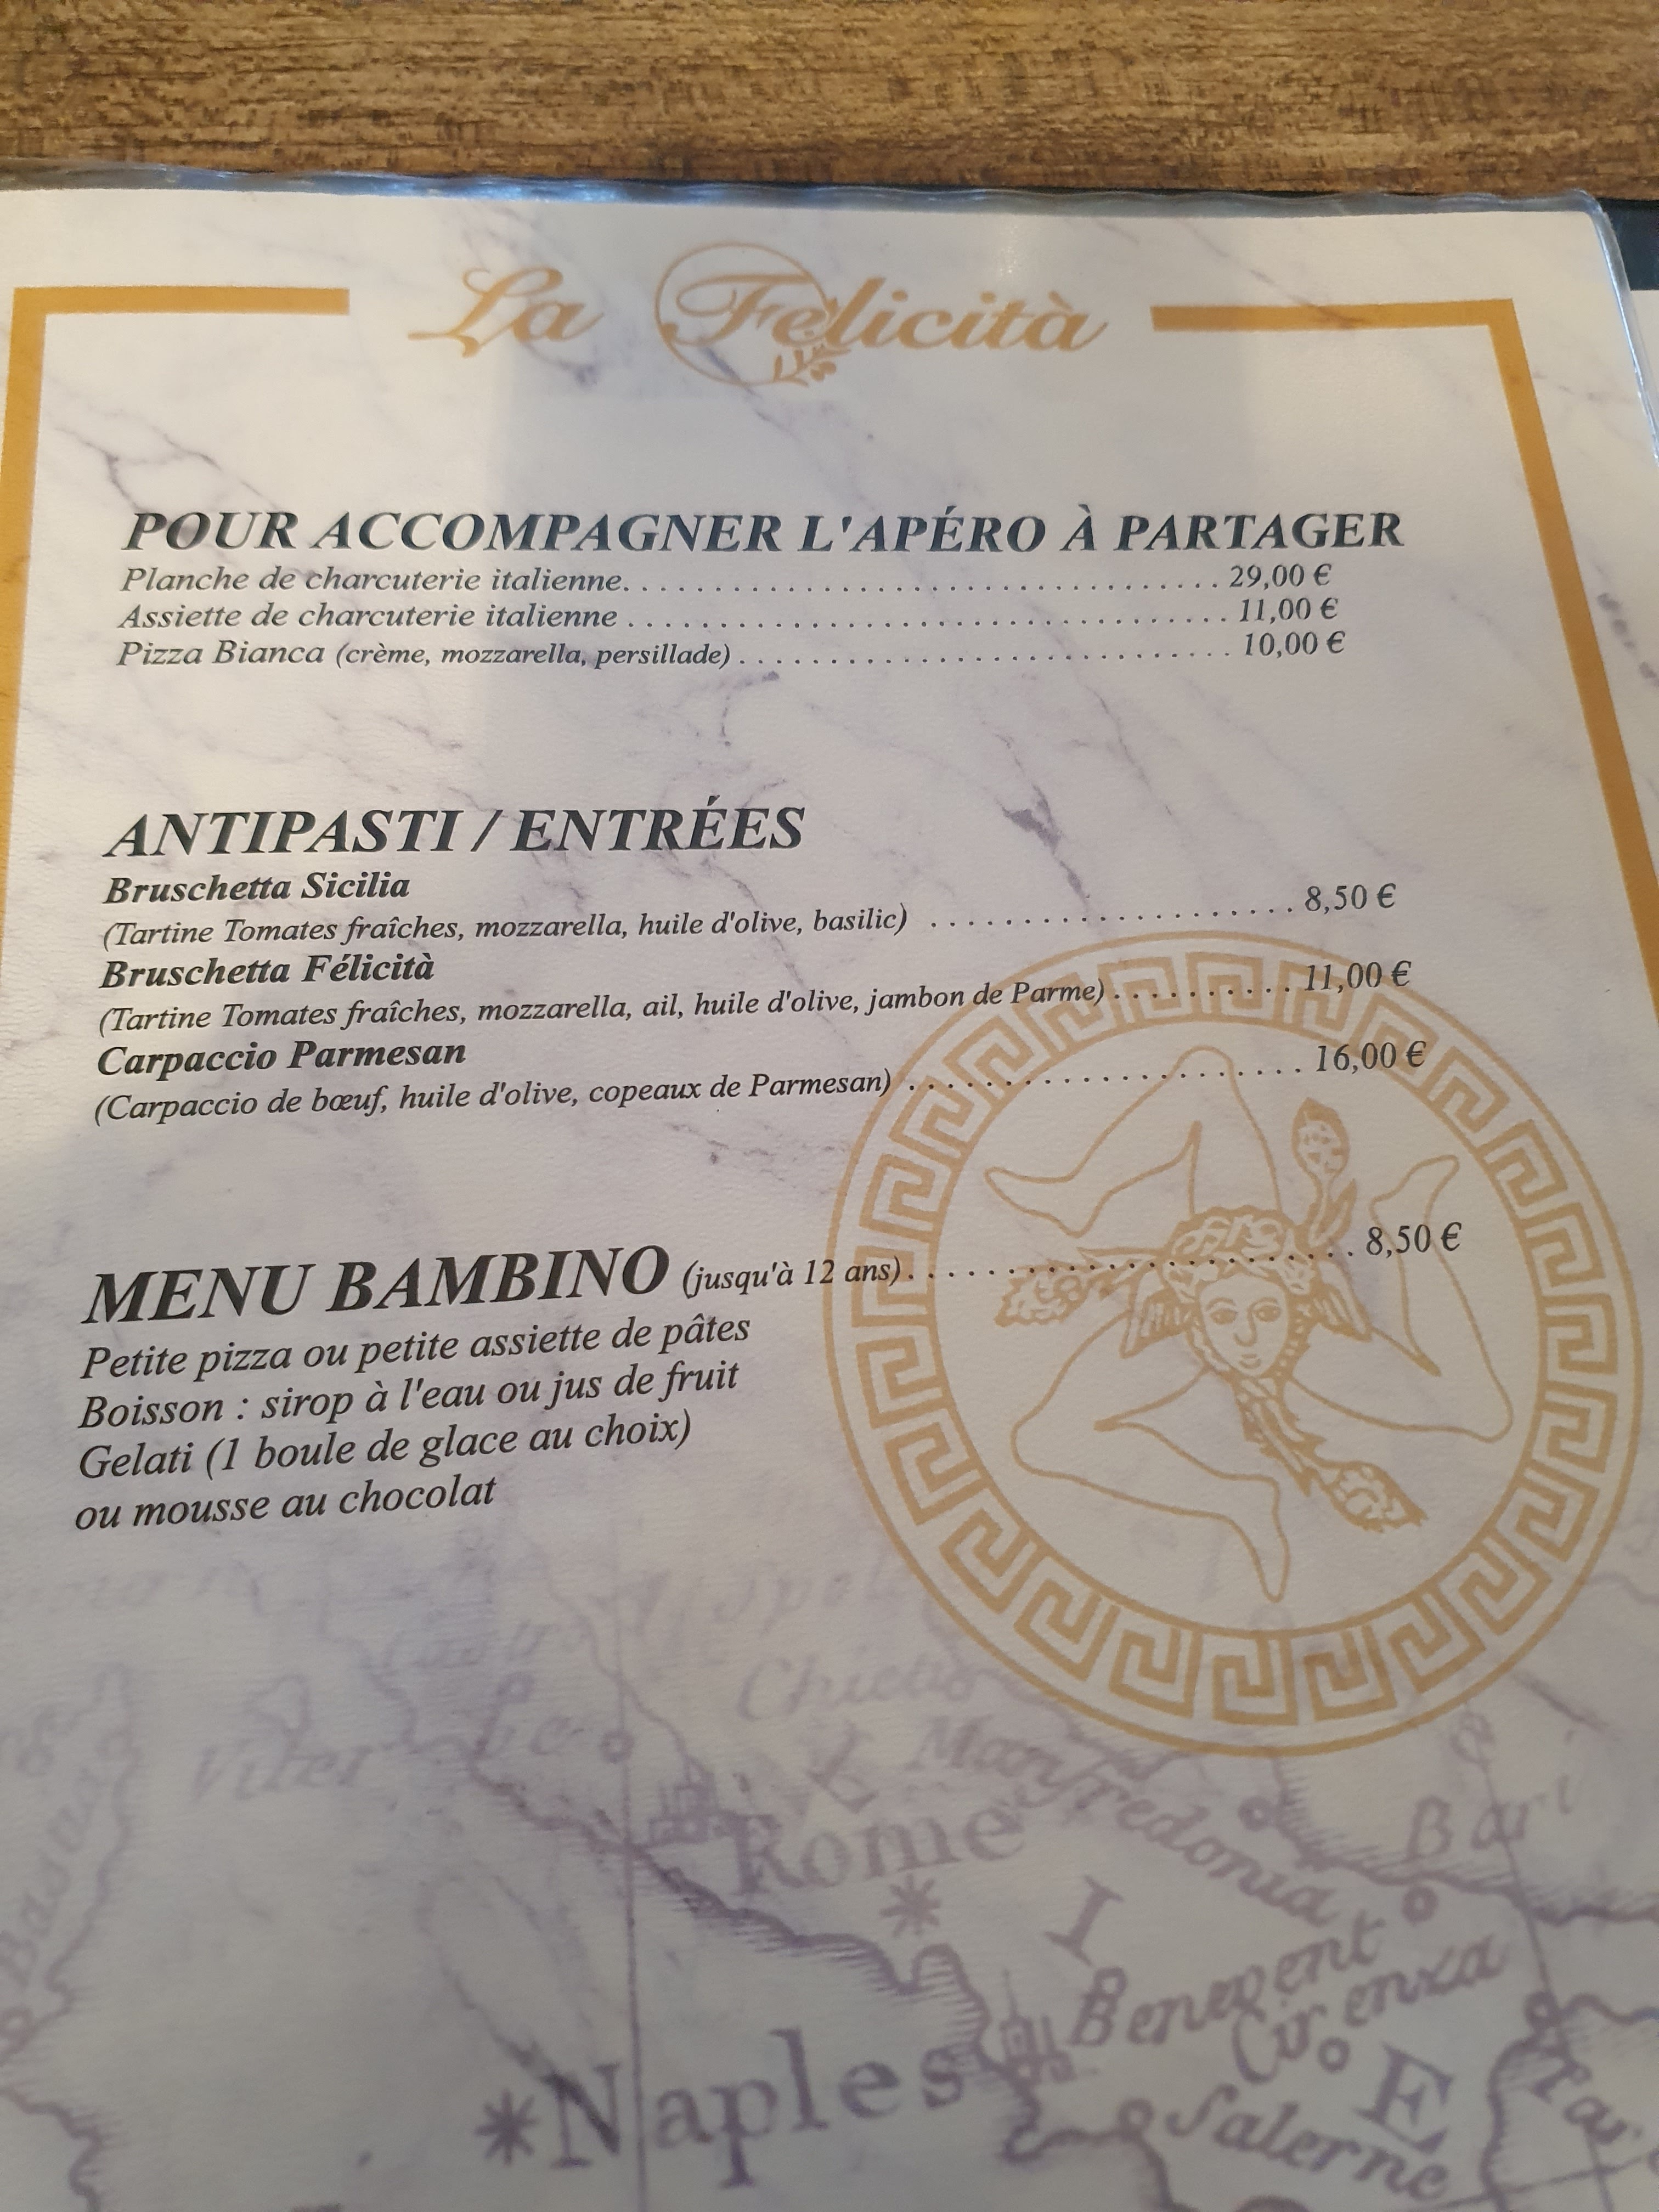 La Felicità
POUR ACCOMPAGNER L'APÉRO À PARTAGER
Planche de charcuterie italienne. . . . . . . . . . . . . . . . . . . . . . . . . . . . . . . . . 29,00 €
Assiette de charcuterie italienne . . . . . . . . . . . . . . . . . . . . . . . . . . . . . . . . . 11,00 €
Pizza Bianca (crème, mozzarella, persillade) . . . . . . . . . . . . . . . . . . . . . . . . . . . 10,00 €
ANTIPASTI / ENTRÉES
Bruschetta Sicilia
(Tartine Tomates fraîches, mozzarella, huile d'olive, basilic) . . . . . . . . . . . . . . . . . . . . 8,50 €
Bruschetta Félicità
(Tartine Tomates fraîches, mozzarella, ail, huile d'olive, jambon de Parme) . . . . . . . . . . 11,00 €
Carpaccio Parmesan
(Carpaccio de bœuf, huile d'olive, copeaux de Parmesan) . . . . . . . . . . . . . . . . . . . . . . 16,00 €
MENU BAMBINO (jusqu'à 12 ans) . . . . . . . . . . . . . . . . . . . . . . . . 8,50 €
Petite pizza ou petite assiette de pâtes
Boisson : sirop à l'eau ou jus de fruit
Gelati (1 boule de glace au choix)
ou mousse au chocolat
Chieti
Manfredonia
Rome
Bari
I
Benevent
Cirenza
Naples
E
Salerne